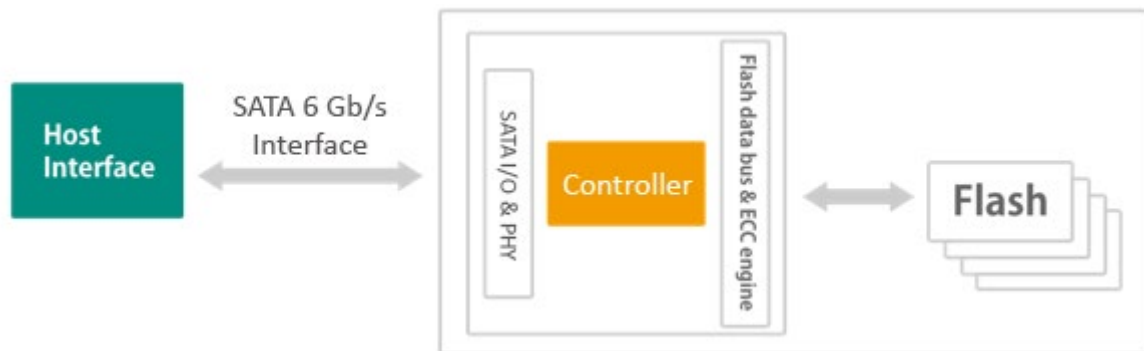 Host
Interface
SATA 6 Gb/s
Interface
SATA I/O & PHY
Controller
Flash data bus & ECC engine
Flash